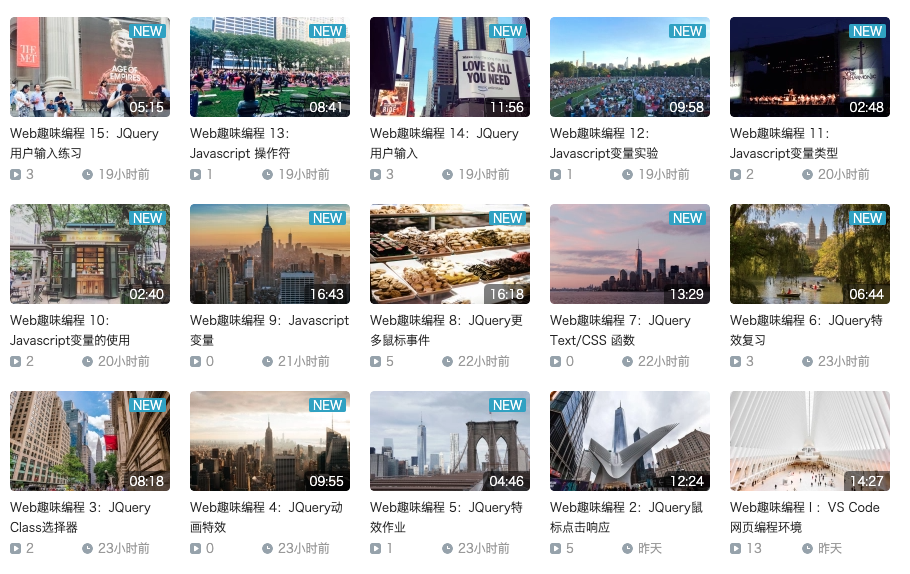 NEW
NEW
NEW
NEW
NEW
THE
MET
AGE OF
EMPIRES
LOVE IS ALL
YOU NEED
05:15
08:41
11:56
09:58
02:48
Web趣味编程 15：JQuery
用户输入练习
3
19小时前
Web趣味编程 13：
Javascript 操作符
1
19小时前
Web趣味编程 14：JQuery
用户输入
3
19小时前
Web趣味编程 12：
Javascript变量实验
1
19小时前
Web趣味编程 11：
Javascript变量类型
2
20小时前
NEW
NEW
NEW
NEW
NEW
02:40
16:43
16:18
13:29
06:44
Web趣味编程 10：
Javascript变量的使用
2
20小时前
Web趣味编程 9：Javascript
变量
0
21小时前
Web趣味编程 8：JQuery更
多鼠标事件
5
22小时前
Web趣味编程 7：JQuery
Text/CSS 函数
0
22小时前
Web趣味编程 6：JQuery特
效复习
3
23小时前
NEW
NEW
NEW
08:18
09:55
04:46
12:24
14:27
Web趣味编程 3：JQuery
Class选择器
2
23小时前
Web趣味编程 4：JQuery动
画特效
0
23小时前
Web趣味编程 5：JQuery特
效作业
1
23小时前
Web趣味编程 2：JQuery鼠
标点击响应
5
昨天
Web趣味编程 I：VS Code
网页编程环境
13
昨天